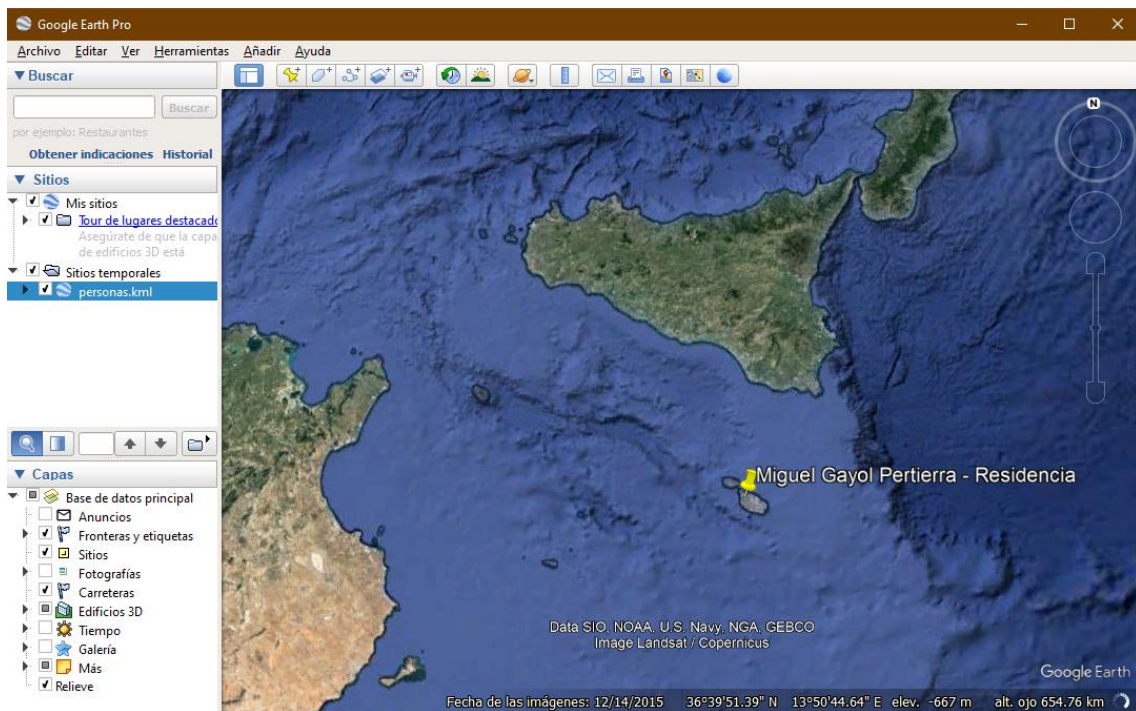 Google Earth Pro
Archivo Editar Ver Herramientas Añadir Ayuda
Buscar
Buscar
por ejemplo: Restaurantes
Obtener indicaciones Historial
Sitios
Mis sitios
Tour de lugares destacado
Asegúrate de que la capa
de edificios 3D está
Sitios temporales
personas.kml
Capas
Base de datos principal
Anuncios
Fronteras y etiquetas
Sitios
Fotografías
Carreteras
Edificios 3D
Tiempo
Galería
Más
Relieve
N
Miguel Gayol Pertierra - Residencia
Data SIO, NOAA, U.S. Navy, NGA, GEBCO
Image Landsat / Copernicus
Google Earth
Fecha de las imágenes: 12/14/2015 36°39'51.39" N 13°50'44.64" E elev. -667 m alt. ojo 654.76 km